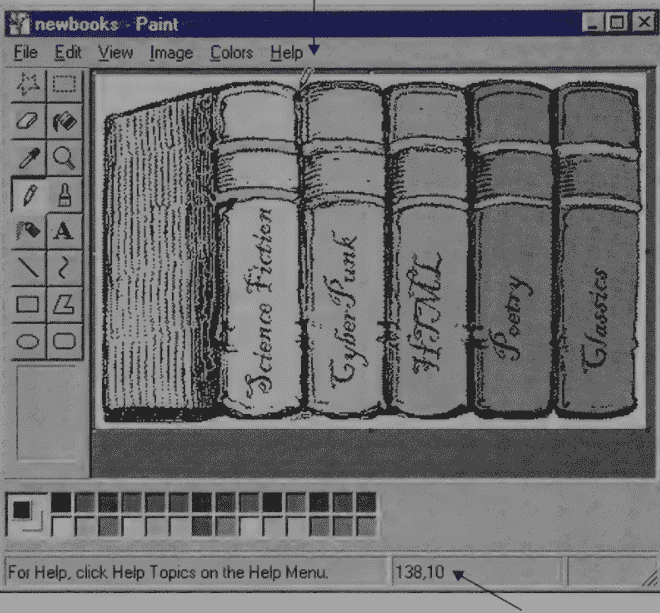 newbooks - Paint
File Edit View Image Colors Help
A
Science Fiction
CyberPunk
HTML
Poetry
Classics
For Help, click Help Topics on the Help Menu.
138,10